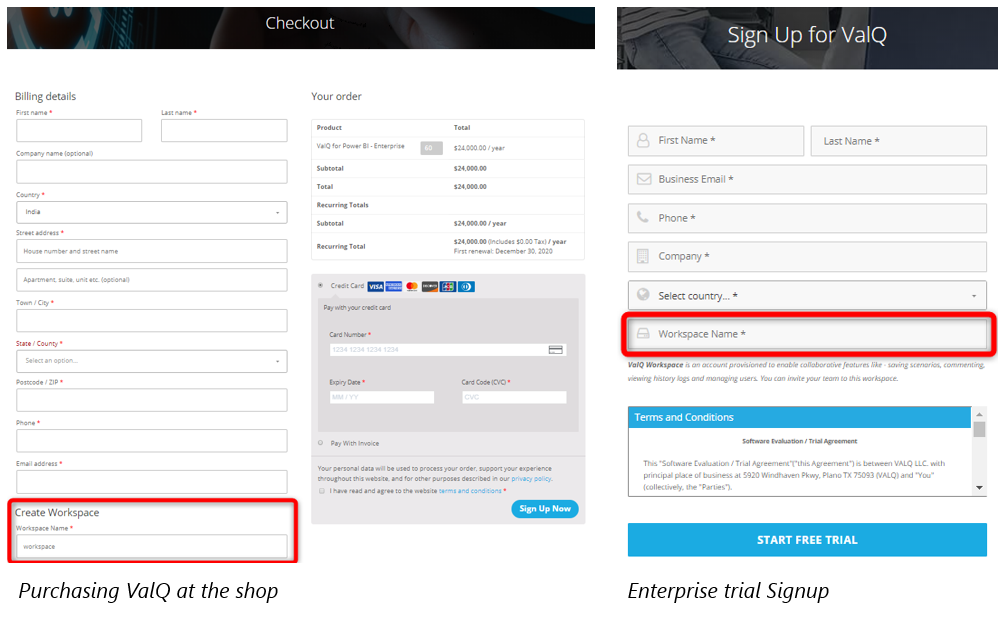 Checkout
Billing details
First name *
Last name *
Company name (optional)
Country *
India
Street address *
House number and street name
Apartment, suite, unit etc. (optional)
Town / City *
State / County *
Select an option...
Postcode / ZIP *
Phone *
Email address *
Create Workspace
Workspace Name *
workspace
Your order
Product Total
ValQ for Power BI - Enterprise 60 $24,000.00 / year
Subtotal $24,000.00
Total $24,000.00
Recurring Totals
Subtotal $24,000.00 / year
Recurring Total $24,000.00 (Includes $0.00 Tax) / year
First renewal: December 30, 2020
Credit Card VISA
Pay with your credit card
Card Number *
1234 1234 1234 1234
Expiry Date *
Card Code (CVC) *
MM / YY
CVC
Pay With Invoice
Your personal data will be used to process your order, support your experience
throughout this website, and for other purposes described in our privacy policy.
I have read and agree to the website terms and conditions *
Sign Up Now
Purchasing ValQ at the shop
Sign Up for ValQ
First Name *
Last Name *
Business Email *
Phone *
Company *
Select country... *
Workspace Name *
ValQ Workspace is an account provisioned to enable collaborative features like - saving scenarios, commenting,
viewing history logs and managing users. You can invite your team to this workspace.
Terms and Conditions
Software Evaluation / Trial Agreement
This "Software Evaluation / Trial Agreement"("this Agreement") is between VALQ LLC. with
principal place of business at 5920 Windhaven Pkwy, Plano TX 75093 (VALQ) and "You"
(collectively, the "Parties").
START FREE TRIAL
Enterprise trial Signup